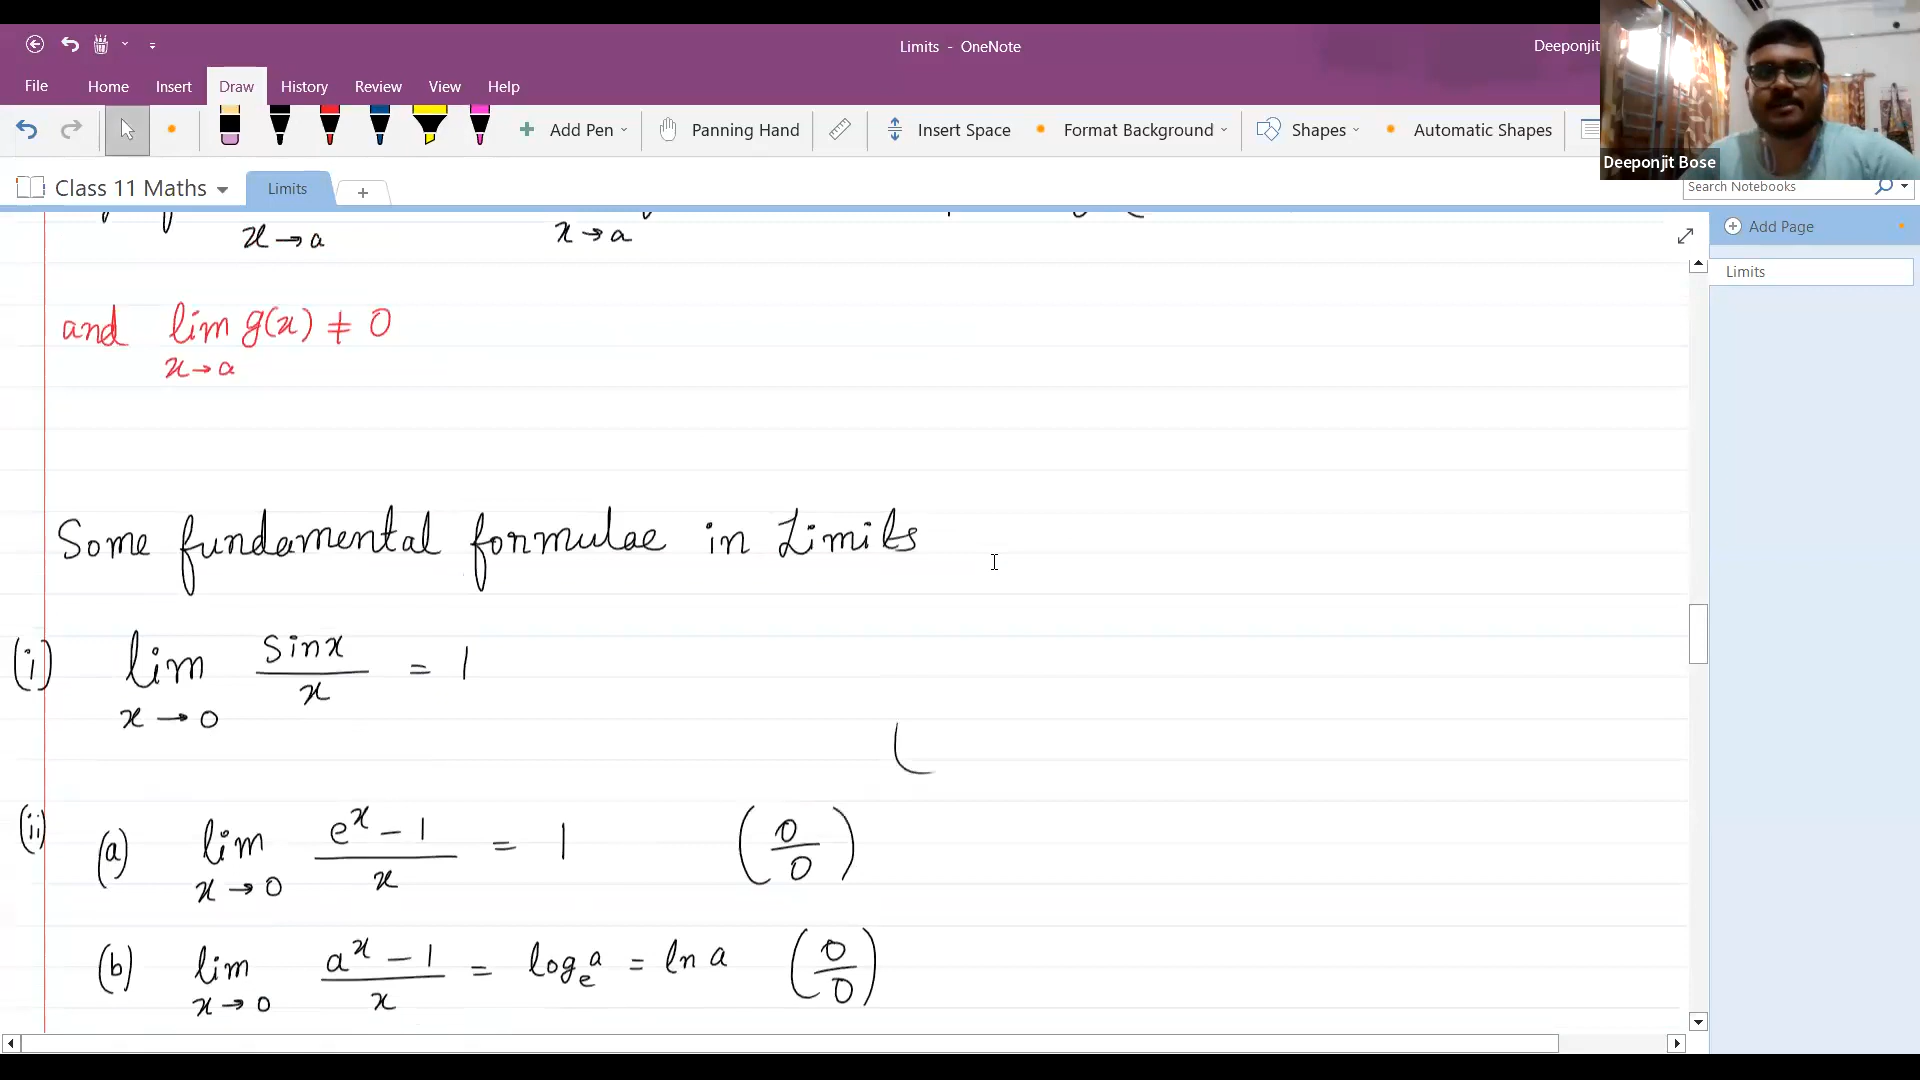 Limits - OneNote
Deeponjit
File Home Insert Draw History Review View Help
Add Pen Panning Hand Insert Space Format Background Shapes Automatic Shapes
Deeponjit Bose
Class 11 Maths Limits +
Search Notebooks
Add Page
Limits
x→a x→a
and lim g(x) ≠ 0
x→a
Some fundamental formulae in Limits
(i) lim sinx/x = 1
x→0
(ii) (a) lim (e^x - 1)/x = 1 (0/0)
x→0
(b) lim (a^x - 1)/x = log_e a = ln a (0/0)
x→0